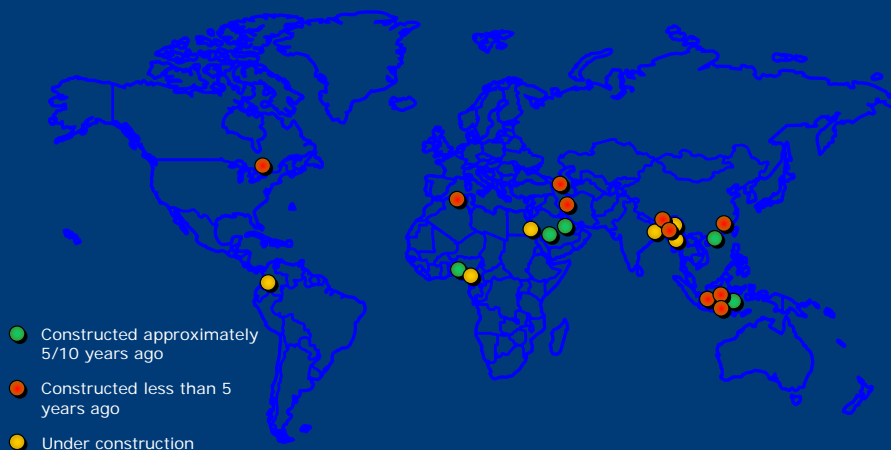 Constructed approximately
5/10 years ago
Constructed less than 5
years ago
Under construction